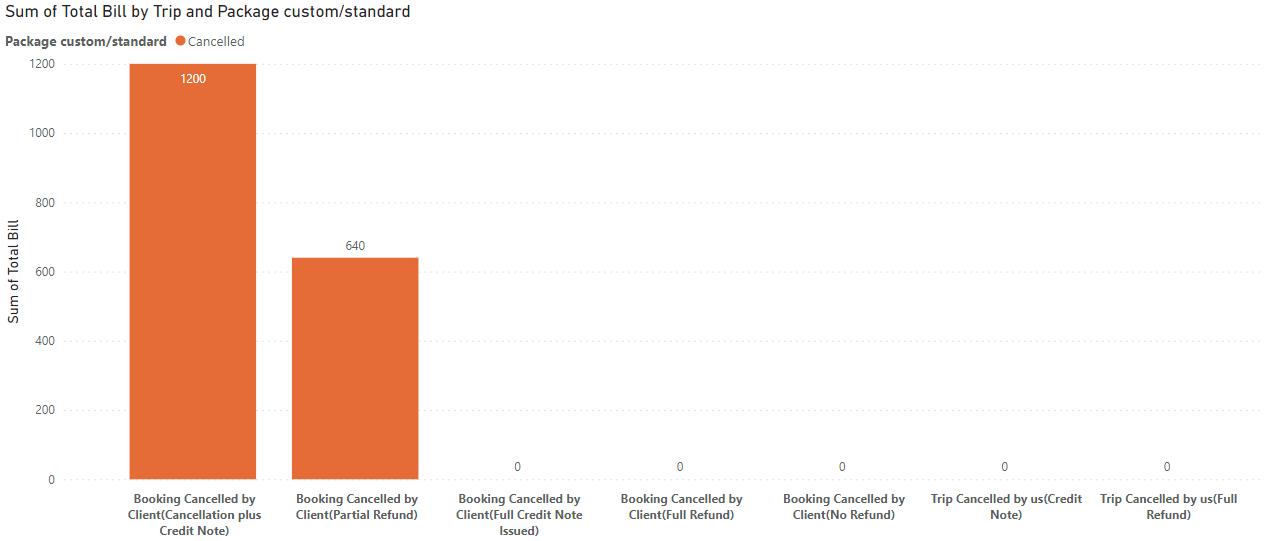 Sum of Total Bill by Trip and Package custom/standard
Package custom/standard Cancelled
1200
1000
800
600
400
200
0
Sum of Total Bill
1200
640
0
0
0
0
0
Booking Cancelled by
Client(Cancellation plus
Credit Note)
Booking Cancelled by
Client(Partial Refund)
Booking Cancelled by
Client(Full Credit Note
Issued)
Booking Cancelled by
Client(Full Refund)
Booking Cancelled by
Client(No Refund)
Trip Cancelled by us(Credit
Note)
Trip Cancelled by us(Full
Refund)